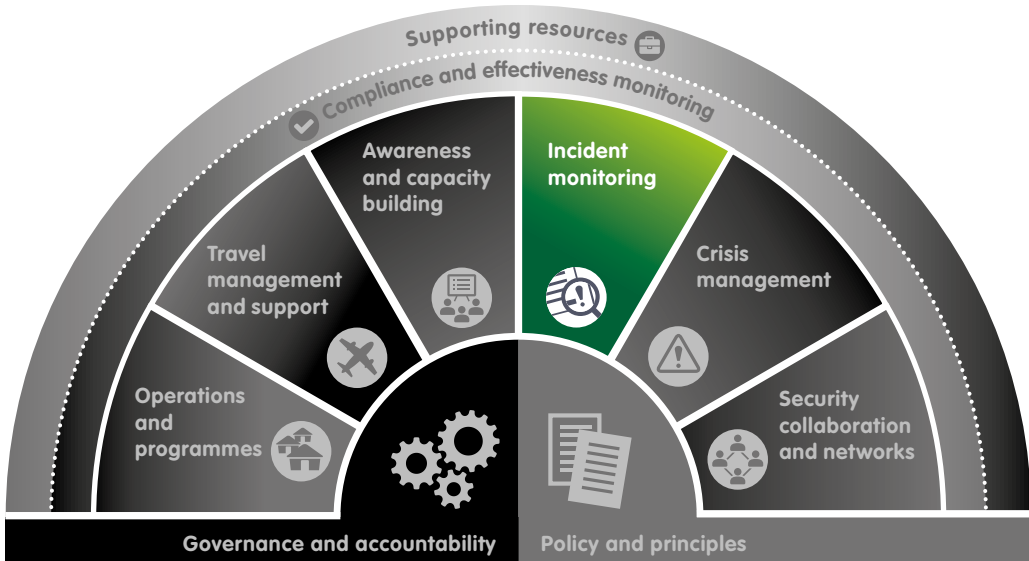 Supporting resources
Compliance and effectiveness monitoring
Operations
and
programmes
Travel
management
and support
Awareness
and capacity
building
Incident
monitoring
Crisis
management
Security
collaboration
and networks
Governance and accountability
Policy and principles